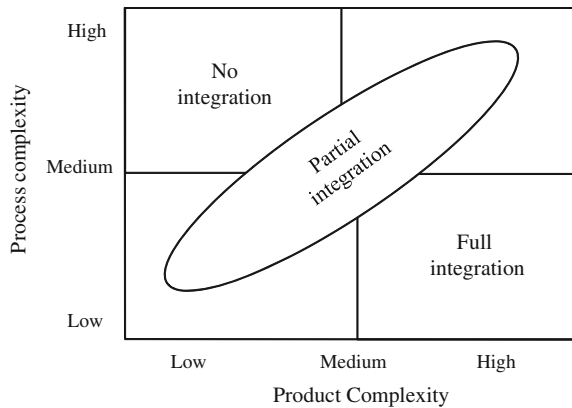 High
No
integration
Process complexity
Medium
Partial
integration
Full
integration
Low
Low
Medium
High
Product Complexity